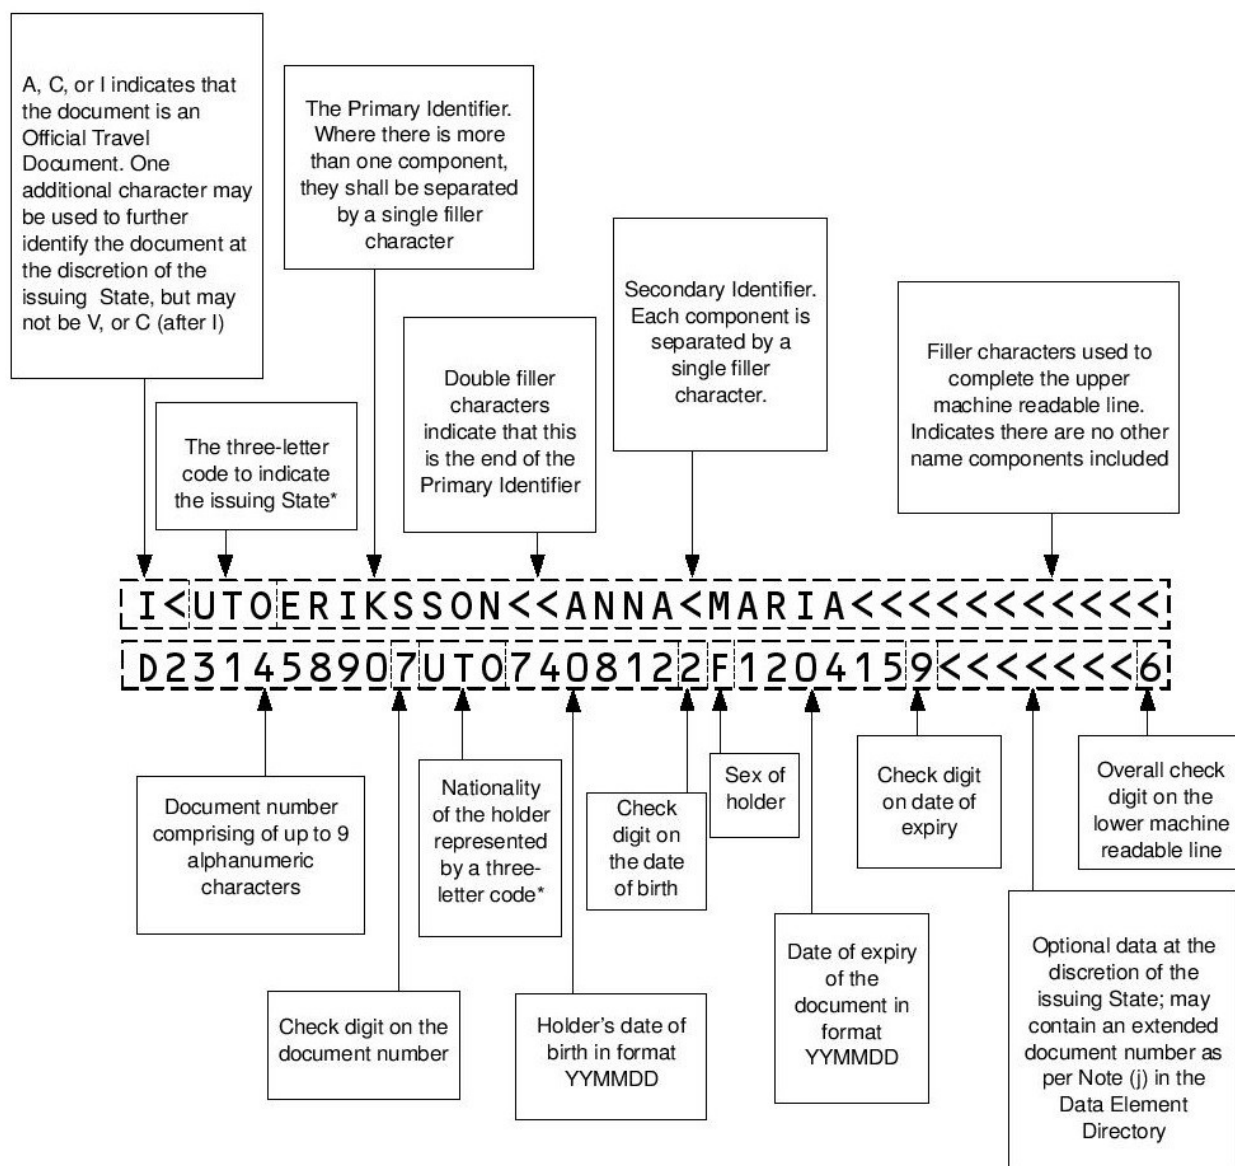 A, C, or I indicates that
the document is an
Official Travel
Document. One
additional character may
be used to further
identify the document at
the discretion of the
issuing State, but may
not be V, or C (after I)
The Primary Identifier.
Where there is more
than one component,
they shall be separated
by a single filler
character
Secondary Identifier.
Each component is
separated by a
single filler
character.
Filler characters used to
complete the upper
machine readable line.
Indicates there are no other
name components included
Double filler
characters
indicate that this
is the end of the
Primary Identifier
The three-letter
code to indicate
the issuing State*
I<UTOERIKSSON<<ANNA<MARIA<<<<<<<<<<<
D231458907UTO7408122F1204159<<<<<<<6
Document number
comprising of up to 9
alphanumeric
characters
Nationality
of the holder
represented
by a three-
letter code*
Check
digit on
the date
of birth
Sex of
holder
Check digit
on date of
expiry
Overall check
digit on the
lower machine
readable line
Check digit on the
document number
Holder's date of
birth in format
YYMMDD
Date of expiry
of the
document in
format
YYMMDD
Optional data at the
discretion of the
issuing State; may
contain an extended
document number as
per Note (j) in the
Data Element
Directory